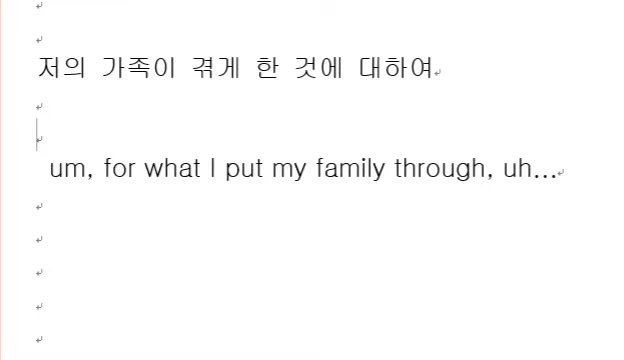 저의 가족이 겪게 한 것에 대하여
um, for what I put my family through, uh...